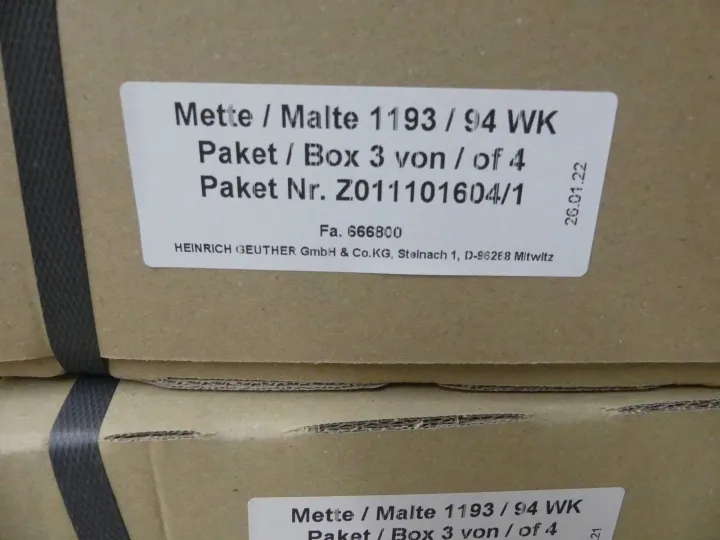 Mette / Malte 1193 / 94 WK
Paket / Box 3 von / of 4
Paket Nr. Z011101604/1
26.01.22
Fa. 666800
HEINRICH GEUTHER GmbH & Co.KG, Steinach 1, D-96268 Mitwitz
Mette / Malte 1193 / 94 WK
Paket / Box 3 von / of 4
.21